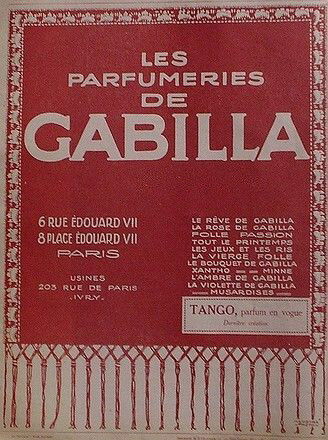 LES
PARFUMERIES
DE
GABILLA
6 RUE ÉDOUARD VII
8 PLACE ÉDOUARD VII
PARIS
USINES
203 RUE DE PARIS
IVRY.
LE RÊVE DE GABILLA
LA ROSE DE GABILLA
FOLLE PASSION
TOUT LE PRINTEMPS
LES JEUX ET LES RIS
LA VIERGE FOLLE
LE BOUQUET DE GABILLA
XANTHO — MINNE
L'AMBRE DE GABILLA
LA VIOLETTE DE GABILLA
MUSARDISES
TANGO, parfum en vogue
Dernière création